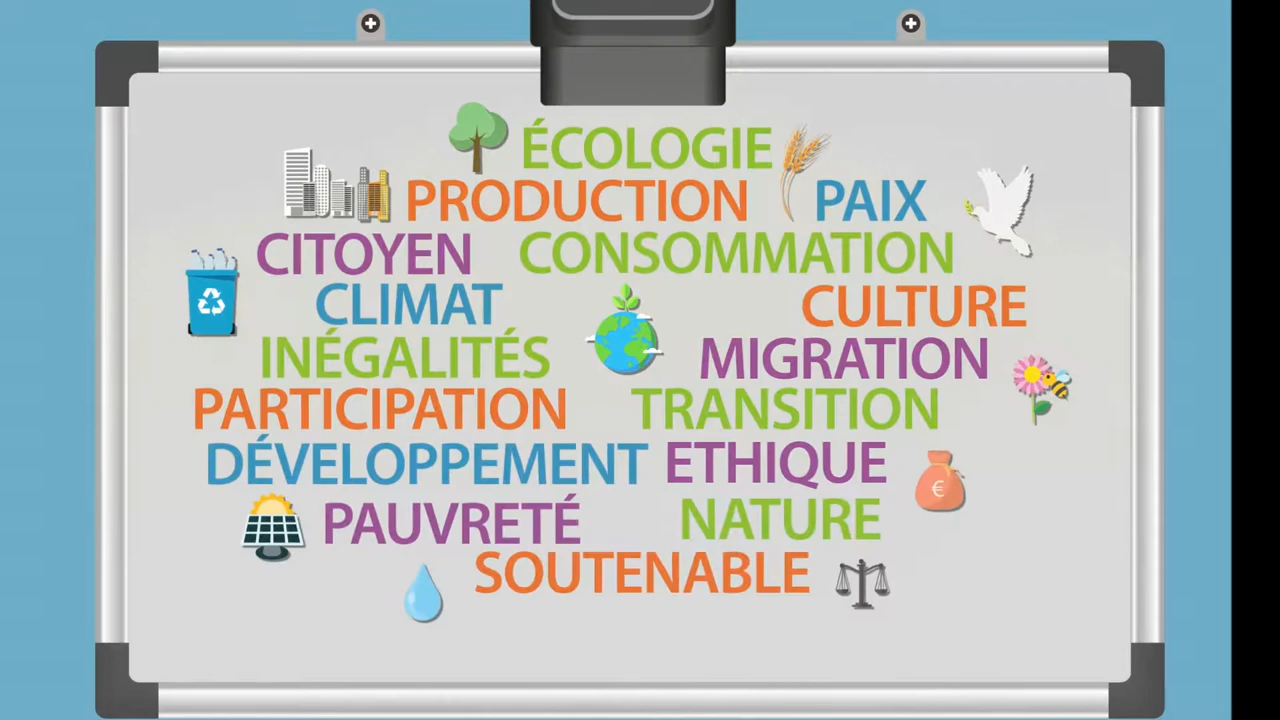 ÉCOLOGIE
PRODUCTION PAIX
CITOYEN CONSOMMATION
CLIMAT CULTURE
INÉGALITÉS MIGRATION
PARTICIPATION TRANSITION
DÉVELOPPEMENT ETHIQUE
€
PAUVRETÉ NATURE
SOUTENABLE